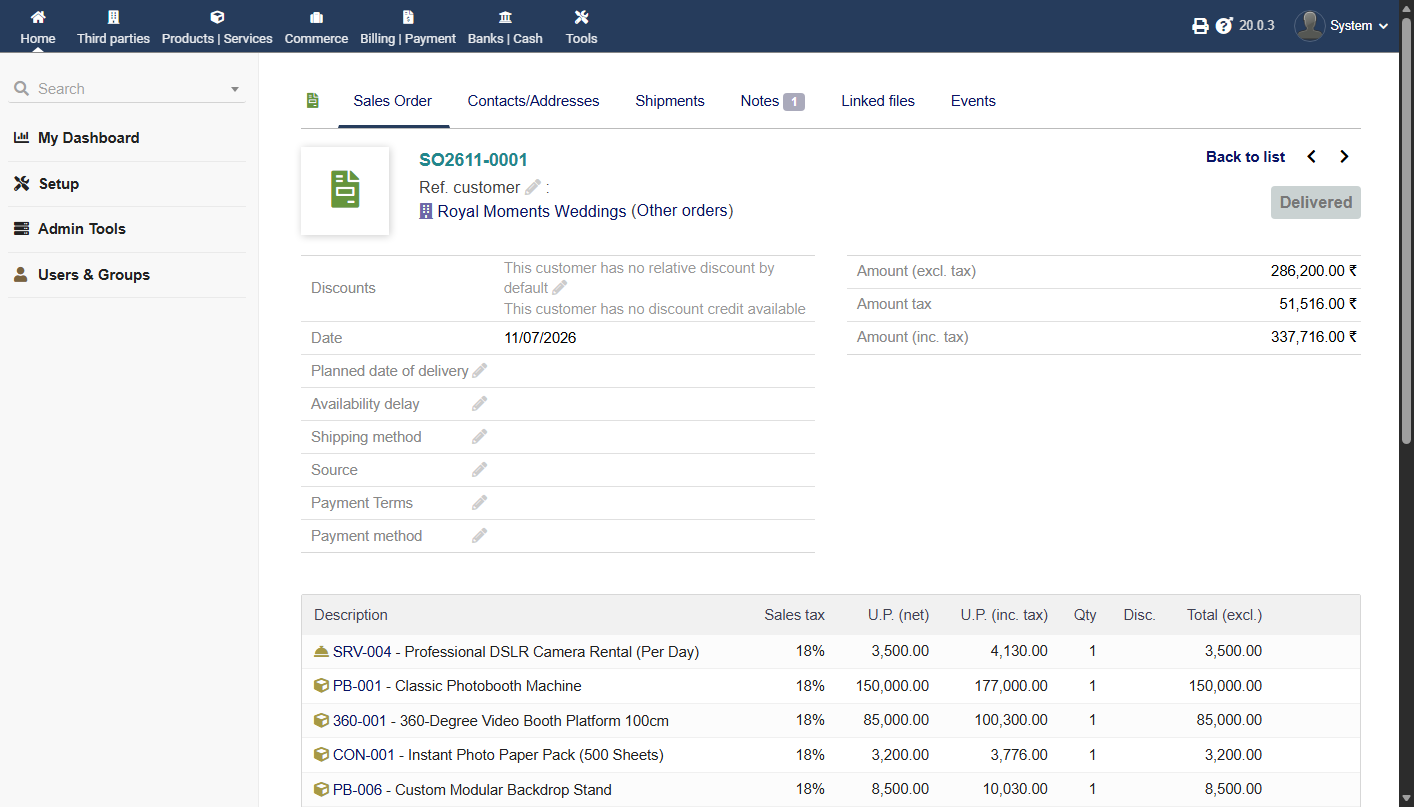 Home
Third parties
Products | Services
Commerce
Billing | Payment
Banks | Cash
Tools
20.0.3
System
Search
My Dashboard
Setup
Admin Tools
Users & Groups
Sales Order
Contacts/Addresses
Shipments
Notes 1
Linked files
Events
SO2611-0001
Ref. customer :
Royal Moments Weddings (Other orders)
Back to list
Delivered
Discounts
This customer has no relative discount by
default
This customer has no discount credit available
Date 11/07/2026
Planned date of delivery
Availability delay
Shipping method
Source
Payment Terms
Payment method
Amount (excl. tax) 286,200.00 ₹
Amount tax 51,516.00 ₹
Amount (inc. tax) 337,716.00 ₹
Description Sales tax U.P. (net) U.P. (inc. tax) Qty Disc. Total (excl.)
SRV-004 - Professional DSLR Camera Rental (Per Day) 18% 3,500.00 4,130.00 1 3,500.00
PB-001 - Classic Photobooth Machine 18% 150,000.00 177,000.00 1 150,000.00
360-001 - 360-Degree Video Booth Platform 100cm 18% 85,000.00 100,300.00 1 85,000.00
CON-001 - Instant Photo Paper Pack (500 Sheets) 18% 3,200.00 3,776.00 1 3,200.00
PB-006 - Custom Modular Backdrop Stand 18% 8,500.00 10,030.00 1 8,500.00